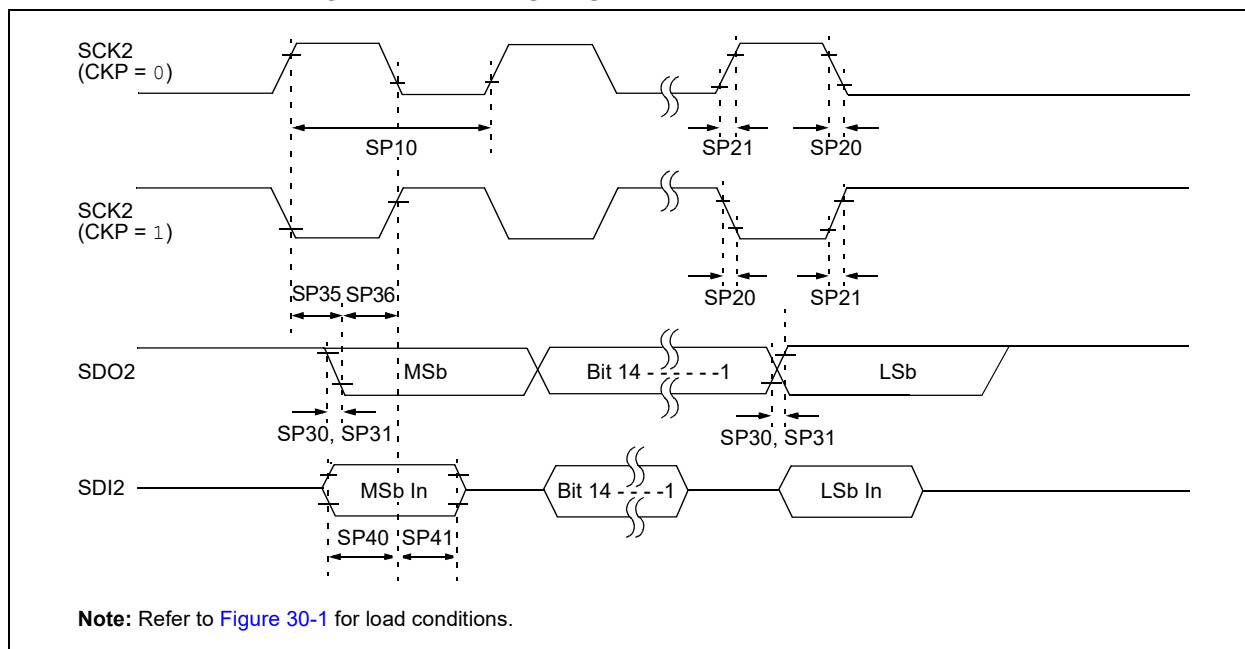 SCK2
(CKP = 0)
SP10
SP21
SP20
SCK2
(CKP = 1)
SP35
SP36
SP20
SP21
SDO2
MSb
Bit 14 - - - - - -1
LSb
SP30, SP31
SP30, SP31
SDI2
MSb In
Bit 14 - - - -1
LSb In
SP40
SP41
Note: Refer to Figure 30-1 for load conditions.